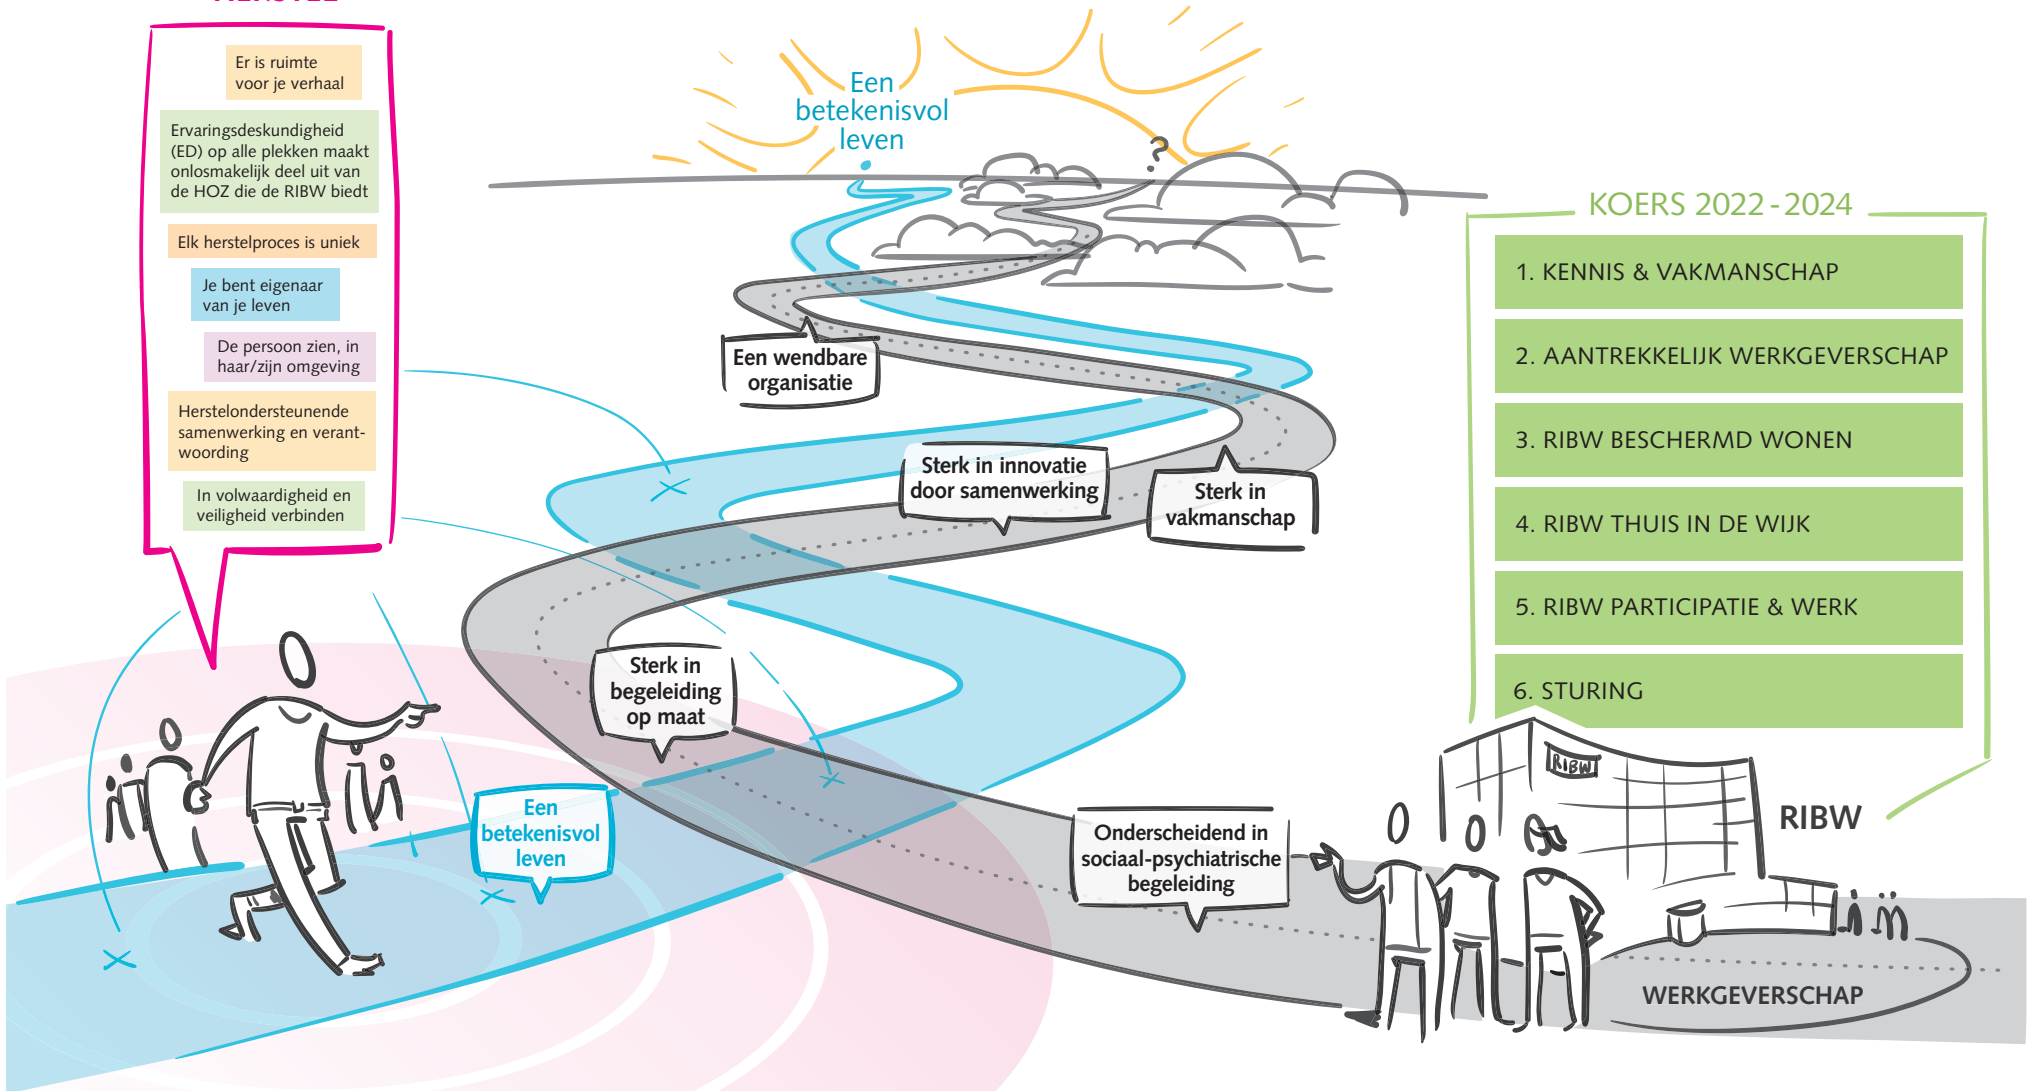 Er is ruimte
voor je verhaal
Ervaringsdeskundigheid
(ED) op alle plekken maakt
onlosmakelijk deel uit van
de HOZ die de RIBW biedt
Elk herstelproces is uniek
Je bent eigenaar
van je leven
De persoon zien, in
haar/zijn omgeving
Herstelondersteunende
samenwerking en verant-
woording
In volwaardigheid en
veiligheid verbinden
Een
betekenisvol
leven
?
Een wendbare
organisatie
Sterk in innovatie
door samenwerking
Sterk in
vakmanschap
Sterk in
begeleiding
op maat
Een
betekenisvol
leven
Onderscheidend in
sociaal-psychiatrische
begeleiding
KOERS 2022-2024
1. KENNIS & VAKMANSCHAP
2. AANTREKKELIJK WERKGEVERSCHAP
3. RIBW BESCHERMD WONEN
4. RIBW THUIS IN DE WIJK
5. RIBW PARTICIPATIE & WERK
6. STURING
RIBW
RIBW
WERKGEVERSCHAP